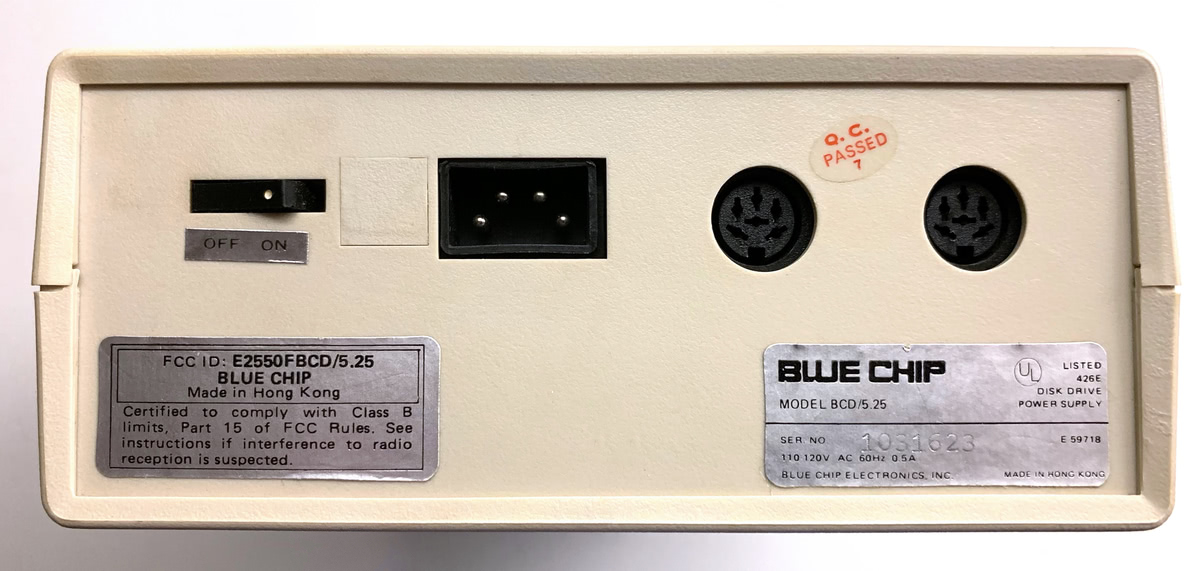 Q.C.
PASSED
7
OFF ON
FCC ID: E2550FBCD/5.25
BLUE CHIP
Made in Hong Kong
Certified to comply with Class B
limits, Part 15 of FCC Rules. See
instructions if interference to radio
reception is suspected.
BLUE CHIP
UL LISTED
426E
DISK DRIVE
MODEL BCD/5.25 POWER SUPPLY
SER NO 1031623 E 59718
110 120V AC 60Hz 0.5A
BLUE CHIP ELECTRONICS, INC. MADE IN HONG KONG